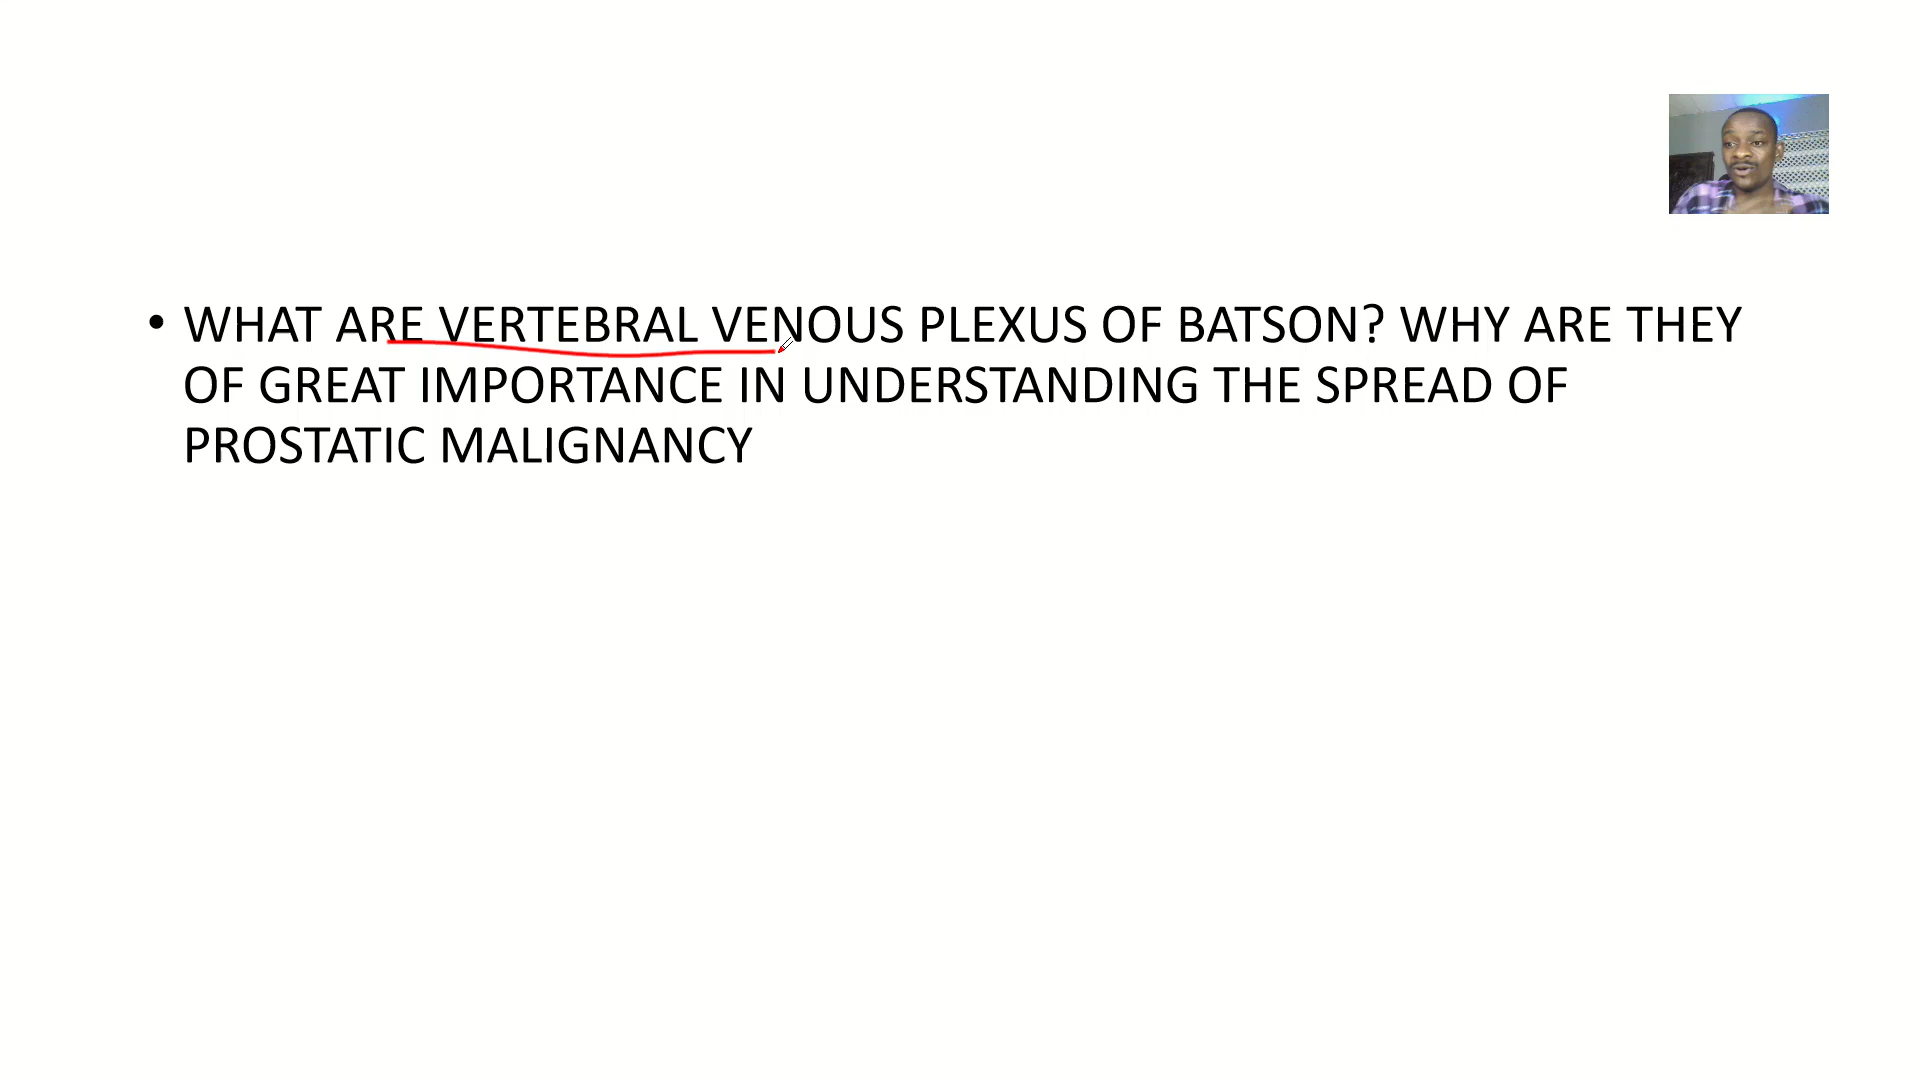 • WHAT ARE VERTEBRAL VENOUS PLEXUS OF BATSON? WHY ARE THEY
OF GREAT IMPORTANCE IN UNDERSTANDING THE SPREAD OF
PROSTATIC MALIGNANCY